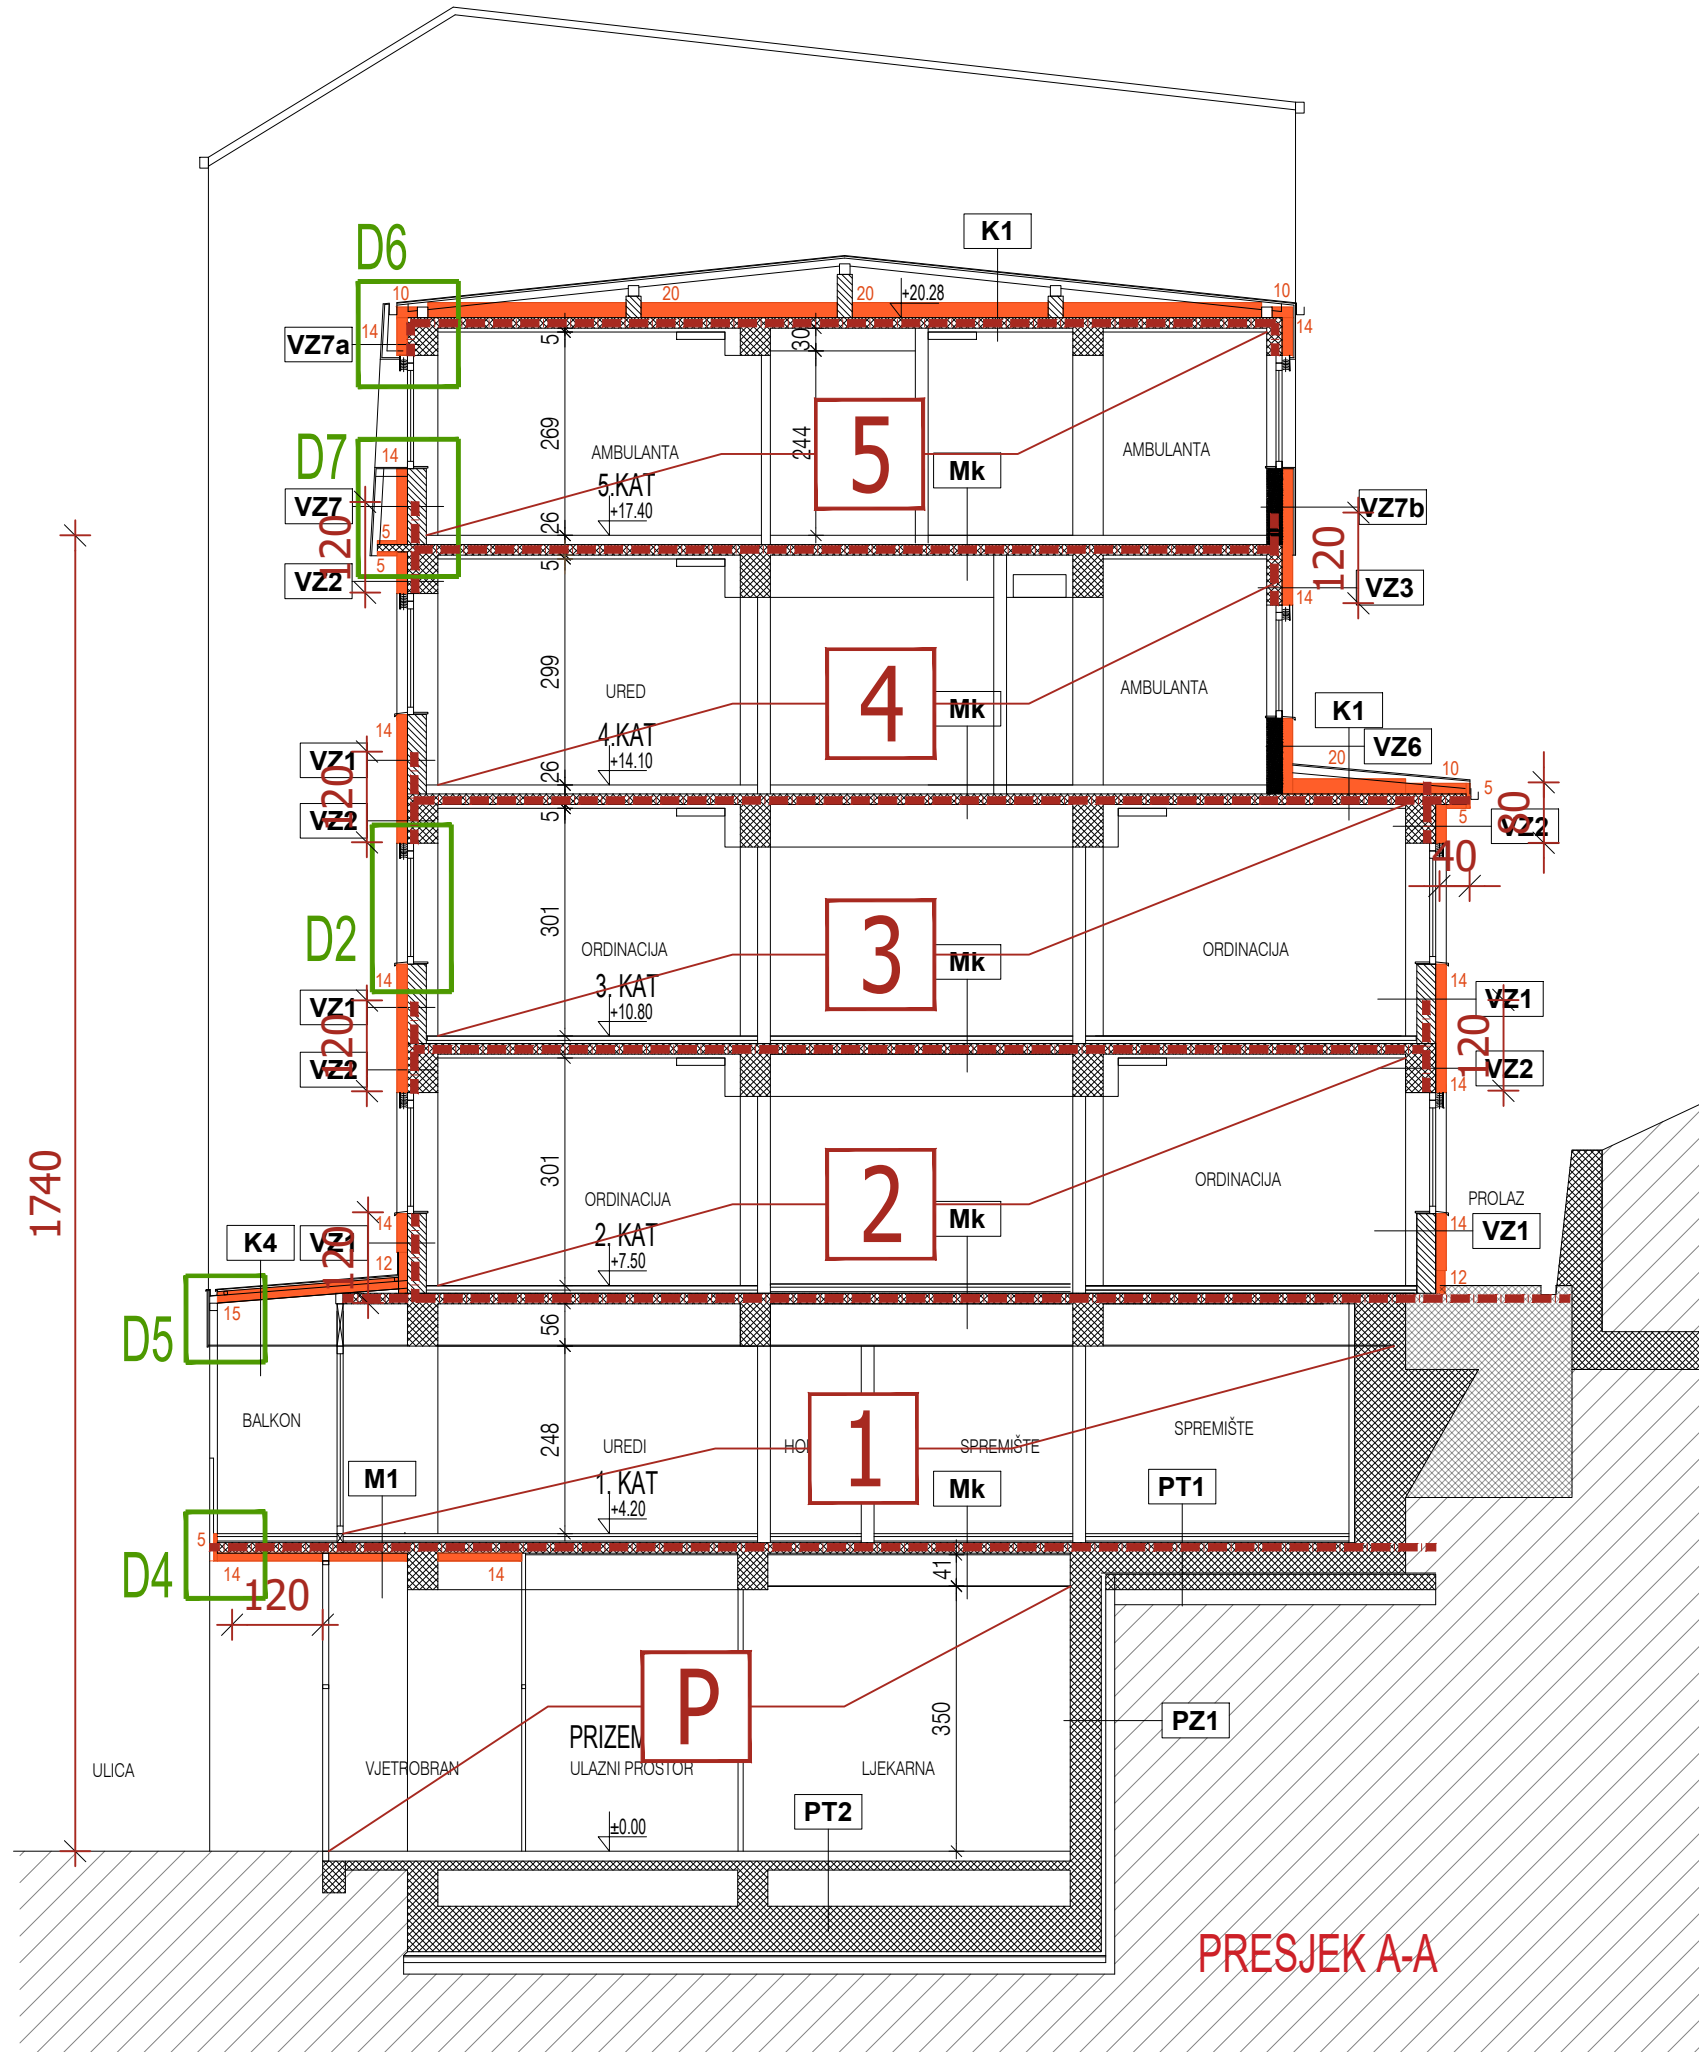 D6
K1
10
20
20
+20.28
10
14
14
VZ7a
5
30
D7
14
269
AMBULANTA
244
5
AMBULANTA
Mk
5.KAT
+17.40
VZ7
120
5
26
VZ7b
120
VZ2
5
5
VZ3
14
299
URED
4
AMBULANTA
Mk
K1
14
4.KAT
+14.10
VZ6
VZ1
120
26
20
10
5
VZ2
5
5
80
VZ2
40
D2
301
ORDINACIJA
3
Mk
ORDINACIJA
14
3. KAT
+10.80
14
VZ1
VZ1
120
120
VZ2
VZ2
14
1740
301
ORDINACIJA
2
ORDINACIJA
PROLAZ
Mk
14
2. KAT
+7.50
14
K4
VZ1
VZ1
120
12
12
15
D5
56
BALKON
248
UREDI
1
SPREMIŠTE
SPREMIŠTE
M1
1. KAT
+4.20
Mk
PT1
5
D4
14
14
41
120
P
350
PZ1
ULICA
VJETROBRAN
ULAZNI PROSTOR
LJEKARNA
PT2
±0.00
PRESJEK A-A